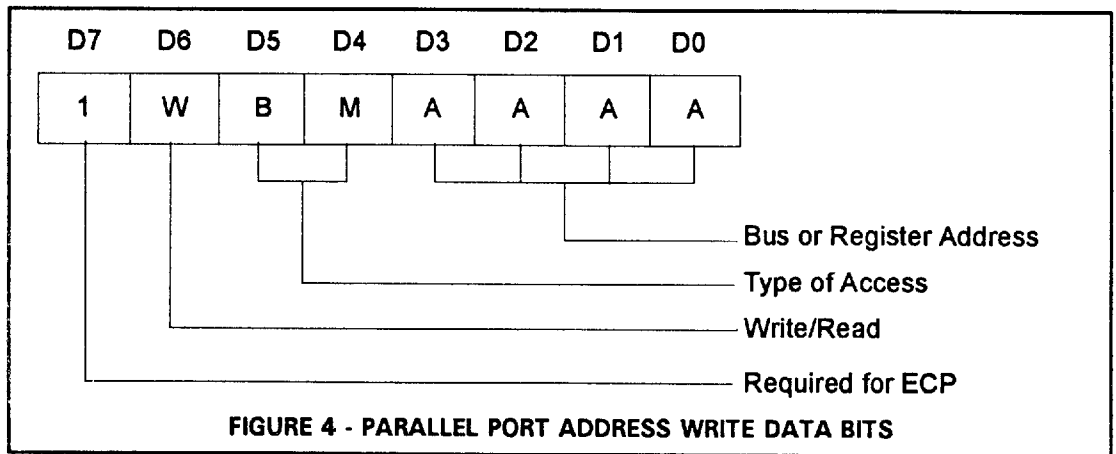 D7 D6 D5 D4 D3 D2 D1 D0
1 W B M A A A A
Bus or Register Address
Type of Access
Write/Read
Required for ECP
FIGURE 4 - PARALLEL PORT ADDRESS WRITE DATA BITS